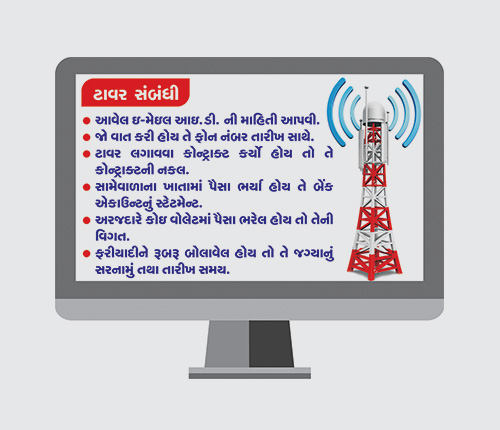 ટાવર સંબંધી
આવેલ ઇ-મેઇલ આઇ.ડી. ની માહિતી આપવી.
જો વાત કરી હોય તે ફોન નંબર તારીખ સાથે.
ટાવર લગાવવા કોન્ટ્રાક્ટ કર્યો હોય તો તે
કોન્ટ્રાક્ટની નકલ.
સામેવાળાના ખાતામાં પૈસા ભર્યા હોય તે બેંક
એકાઉન્ટનું સ્ટેટમેન્ટ.
અરજદારે કોઇ વોલેટમાં પૈસા ભરેલ હોય તો તેની
વિગત.
ફરીયાદીને રૂબરૂ બોલાવેલ હોય તો તે જગ્યાનું
સરનામું તથા તારીખ સમય.